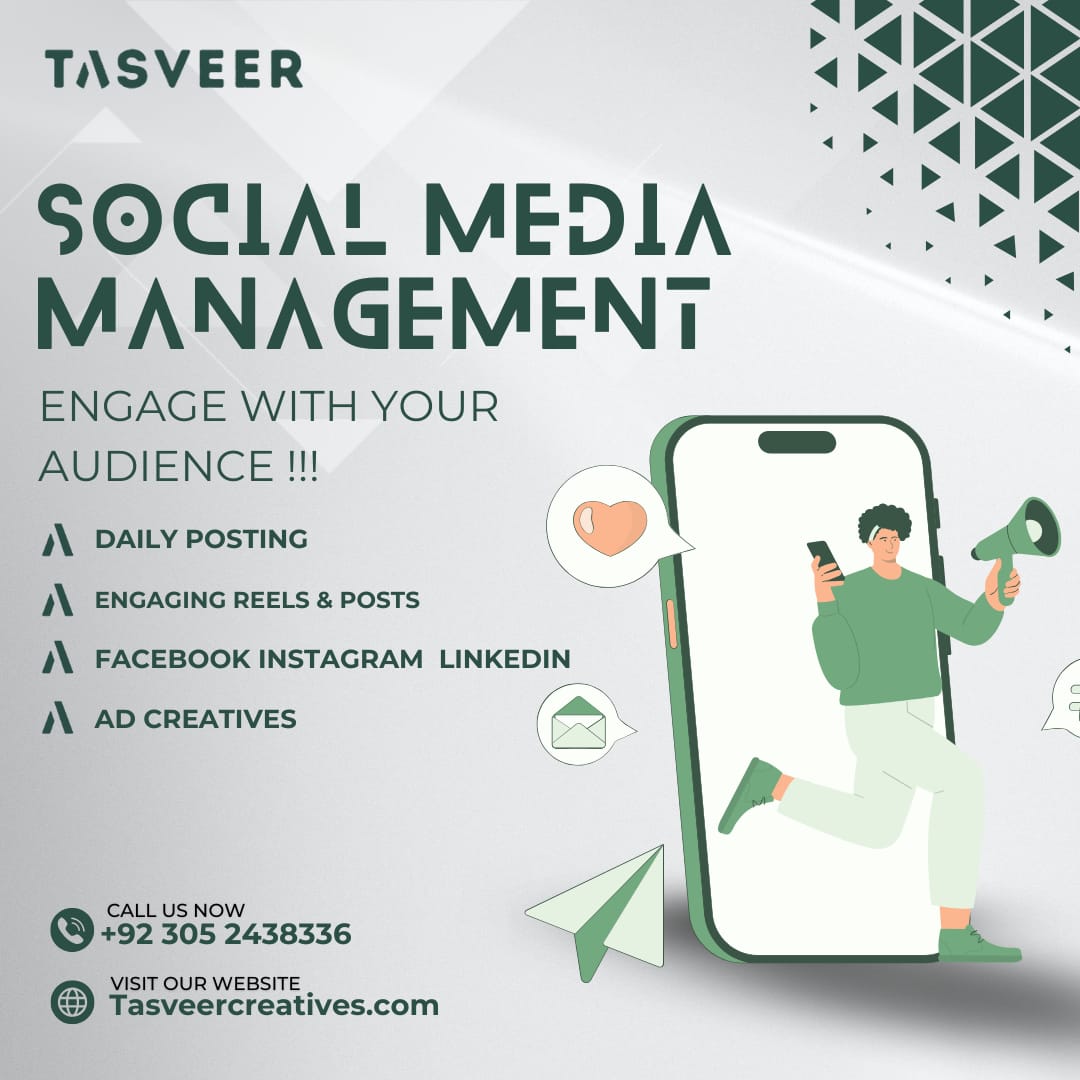 TASVEER
SOCIAL MEDIA
MANAGEMENT
ENGAGE WITH YOUR
AUDIENCE !!!
DAILY POSTING
ENGAGING REELS & POSTS
FACEBOOK INSTAGRAM  LINKEDIN
AD CREATIVES
CALL US NOW
+92 305 2438336
VISIT OUR WEBSITE
Tasveercreatives.com